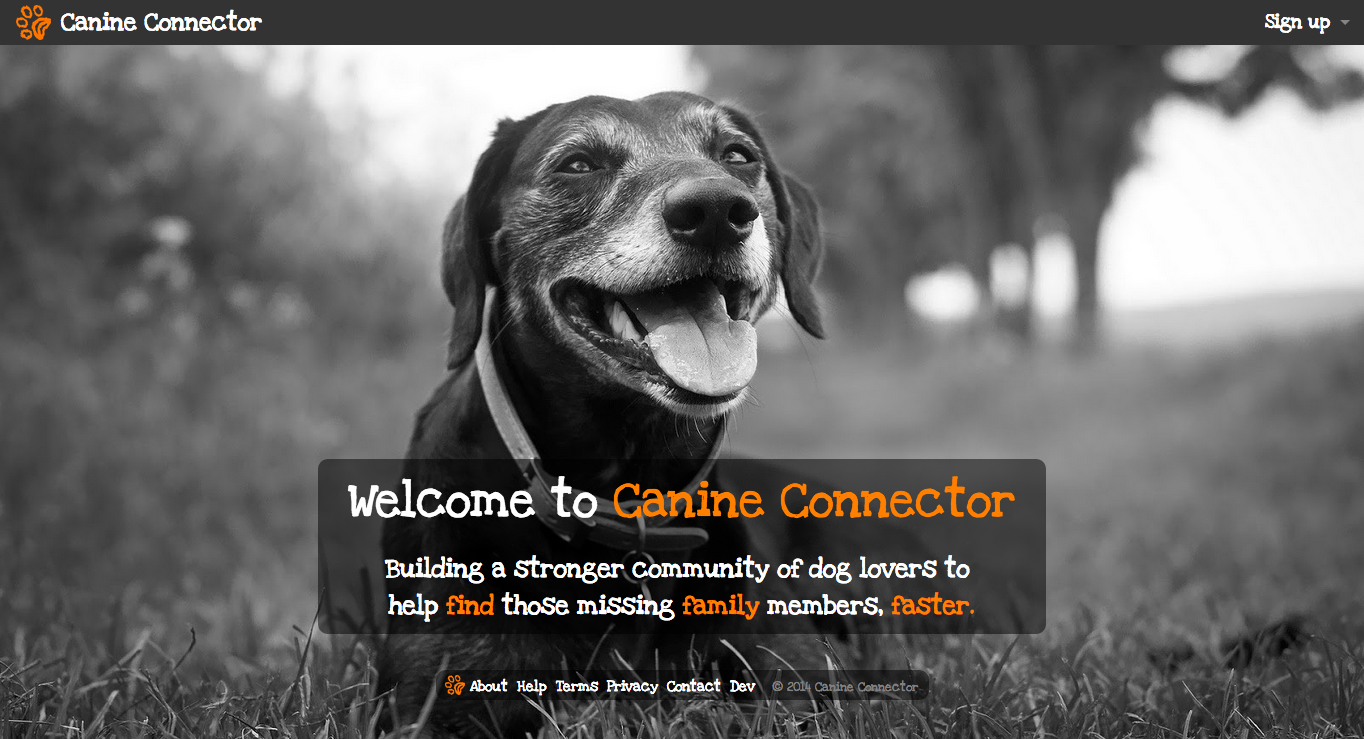 Canine Connector
Sign up
Welcome to Canine Connector
Building a stronger community of dog lovers to
help find those missing family members, faster.
About Help Terms Privacy Contact Dev © 2014 Canine Connector